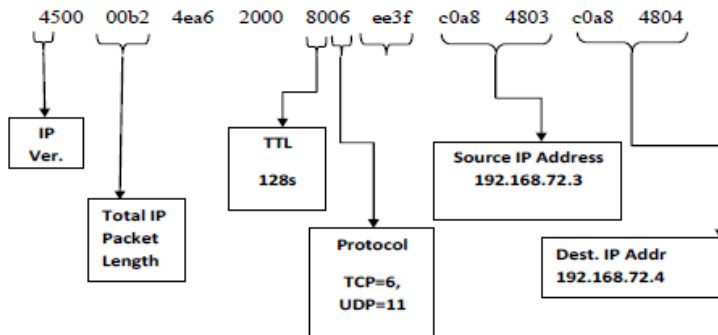 4500 00b2 4ea6 2000 8006 ee3f c0a8 4803 c0a8 4804
IP
Ver.
TTL
128s
Source IP Address
192.168.72.3
Total IP
Packet
Length
Protocol
TCP=6,
UDP=11
Dest. IP Addr
192.168.72.4